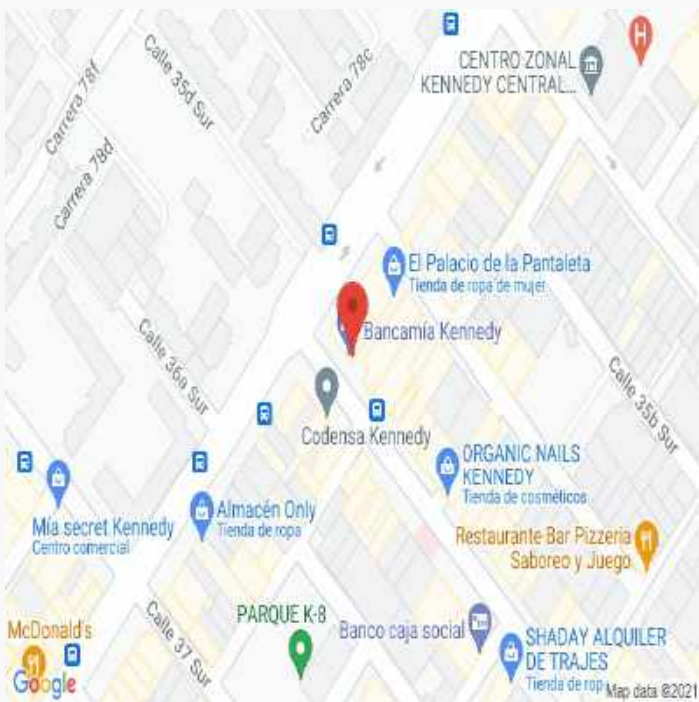 CENTRO ZONAL
KENNEDY CENTRAL...
H
Carrera 78f
Calle 35d Sur
Carrera 78c
Carrera 78d
El Palacio de la Pantaleta
Tienda de ropa de mujer
Bancamía Kennedy
Calle 36a Sur
Codensa Kennedy
Calle 35b Sur
ORGANIC NAILS
KENNEDY
Tienda de cosméticos
Mia secret Kennedy
Centro comercial
Almacén Only
Tienda de ropa
Restaurante Bar Pizzeria
Saboreo y Juego
Calle 37 Sur
PARQUE K-8
Banco caja social
McDonald's
SHADAY ALQUILER
DE TRAJES
Tienda de rop
Google
Map data ©2021